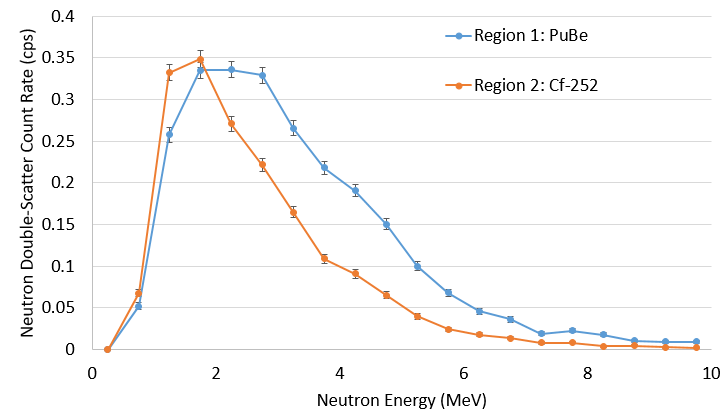 Neutron Double-Scatter Count Rate (cps)
0.4
0.35
0.3
0.25
0.2
0.15
0.1
0.05
0
Region 1: PuBe
Region 2: Cf-252
0 2 4 6 8 10
Neutron Energy (MeV)